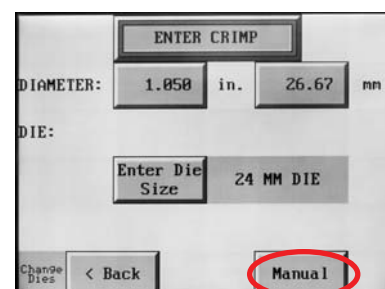 ENTER CRIMP
DIAMETER: 1.050 in. 26.67 mm
DIE:
Enter Die
Size
24 MM DIE
Change
Dies
< Back
Manual